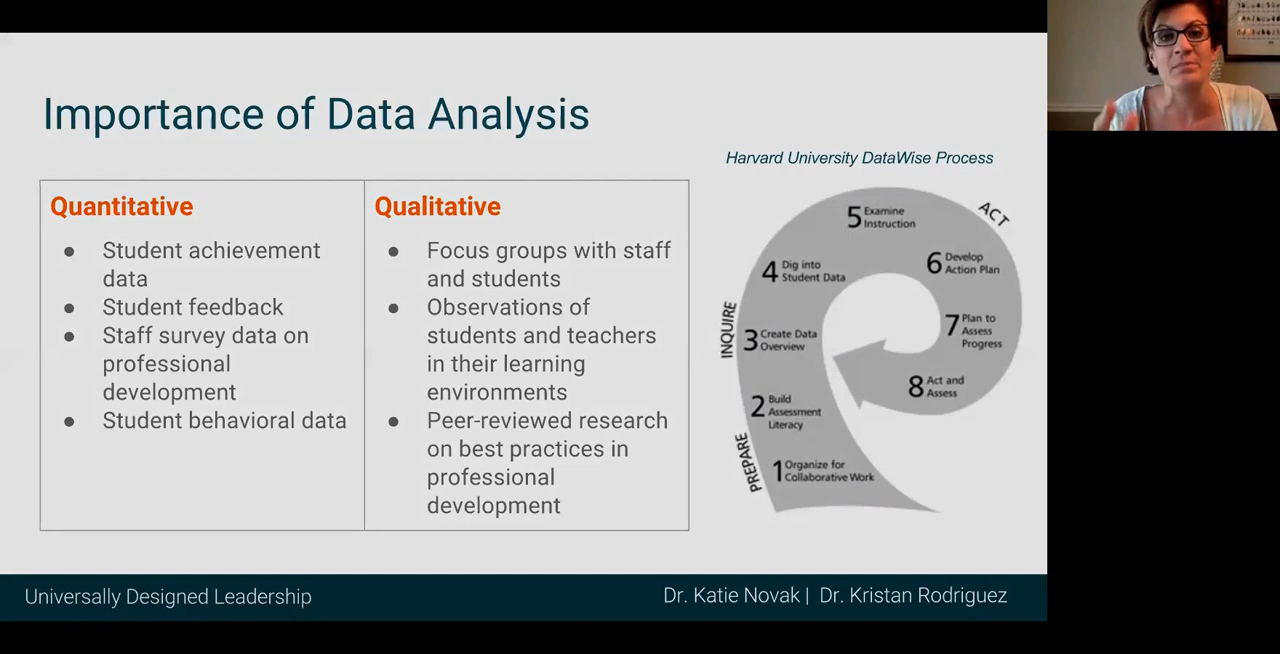 Importance of Data Analysis
Quantitative
Student achievement
data
Student feedback
Staff survey data on
professional
development
Student behavioral data
Qualitative
Focus groups with staff
and students
Observations of
students and teachers
in their learning
environments
Peer-reviewed research
on best practices in
professional
development
Harvard University DataWise Process
PREPARE
1 Organize for
Collaborative Work
2 Build
Assessment
Literacy
INQUIRE
3 Create Data
Overview
4 Dig into
Student Data
5 Examine
Instruction
ACT
6 Develop
Action Plan
7 Plan to
Assess
Progress
8 Act and
Assess
Universally Designed Leadership
Dr. Katie Novak | Dr. Kristan Rodriguez